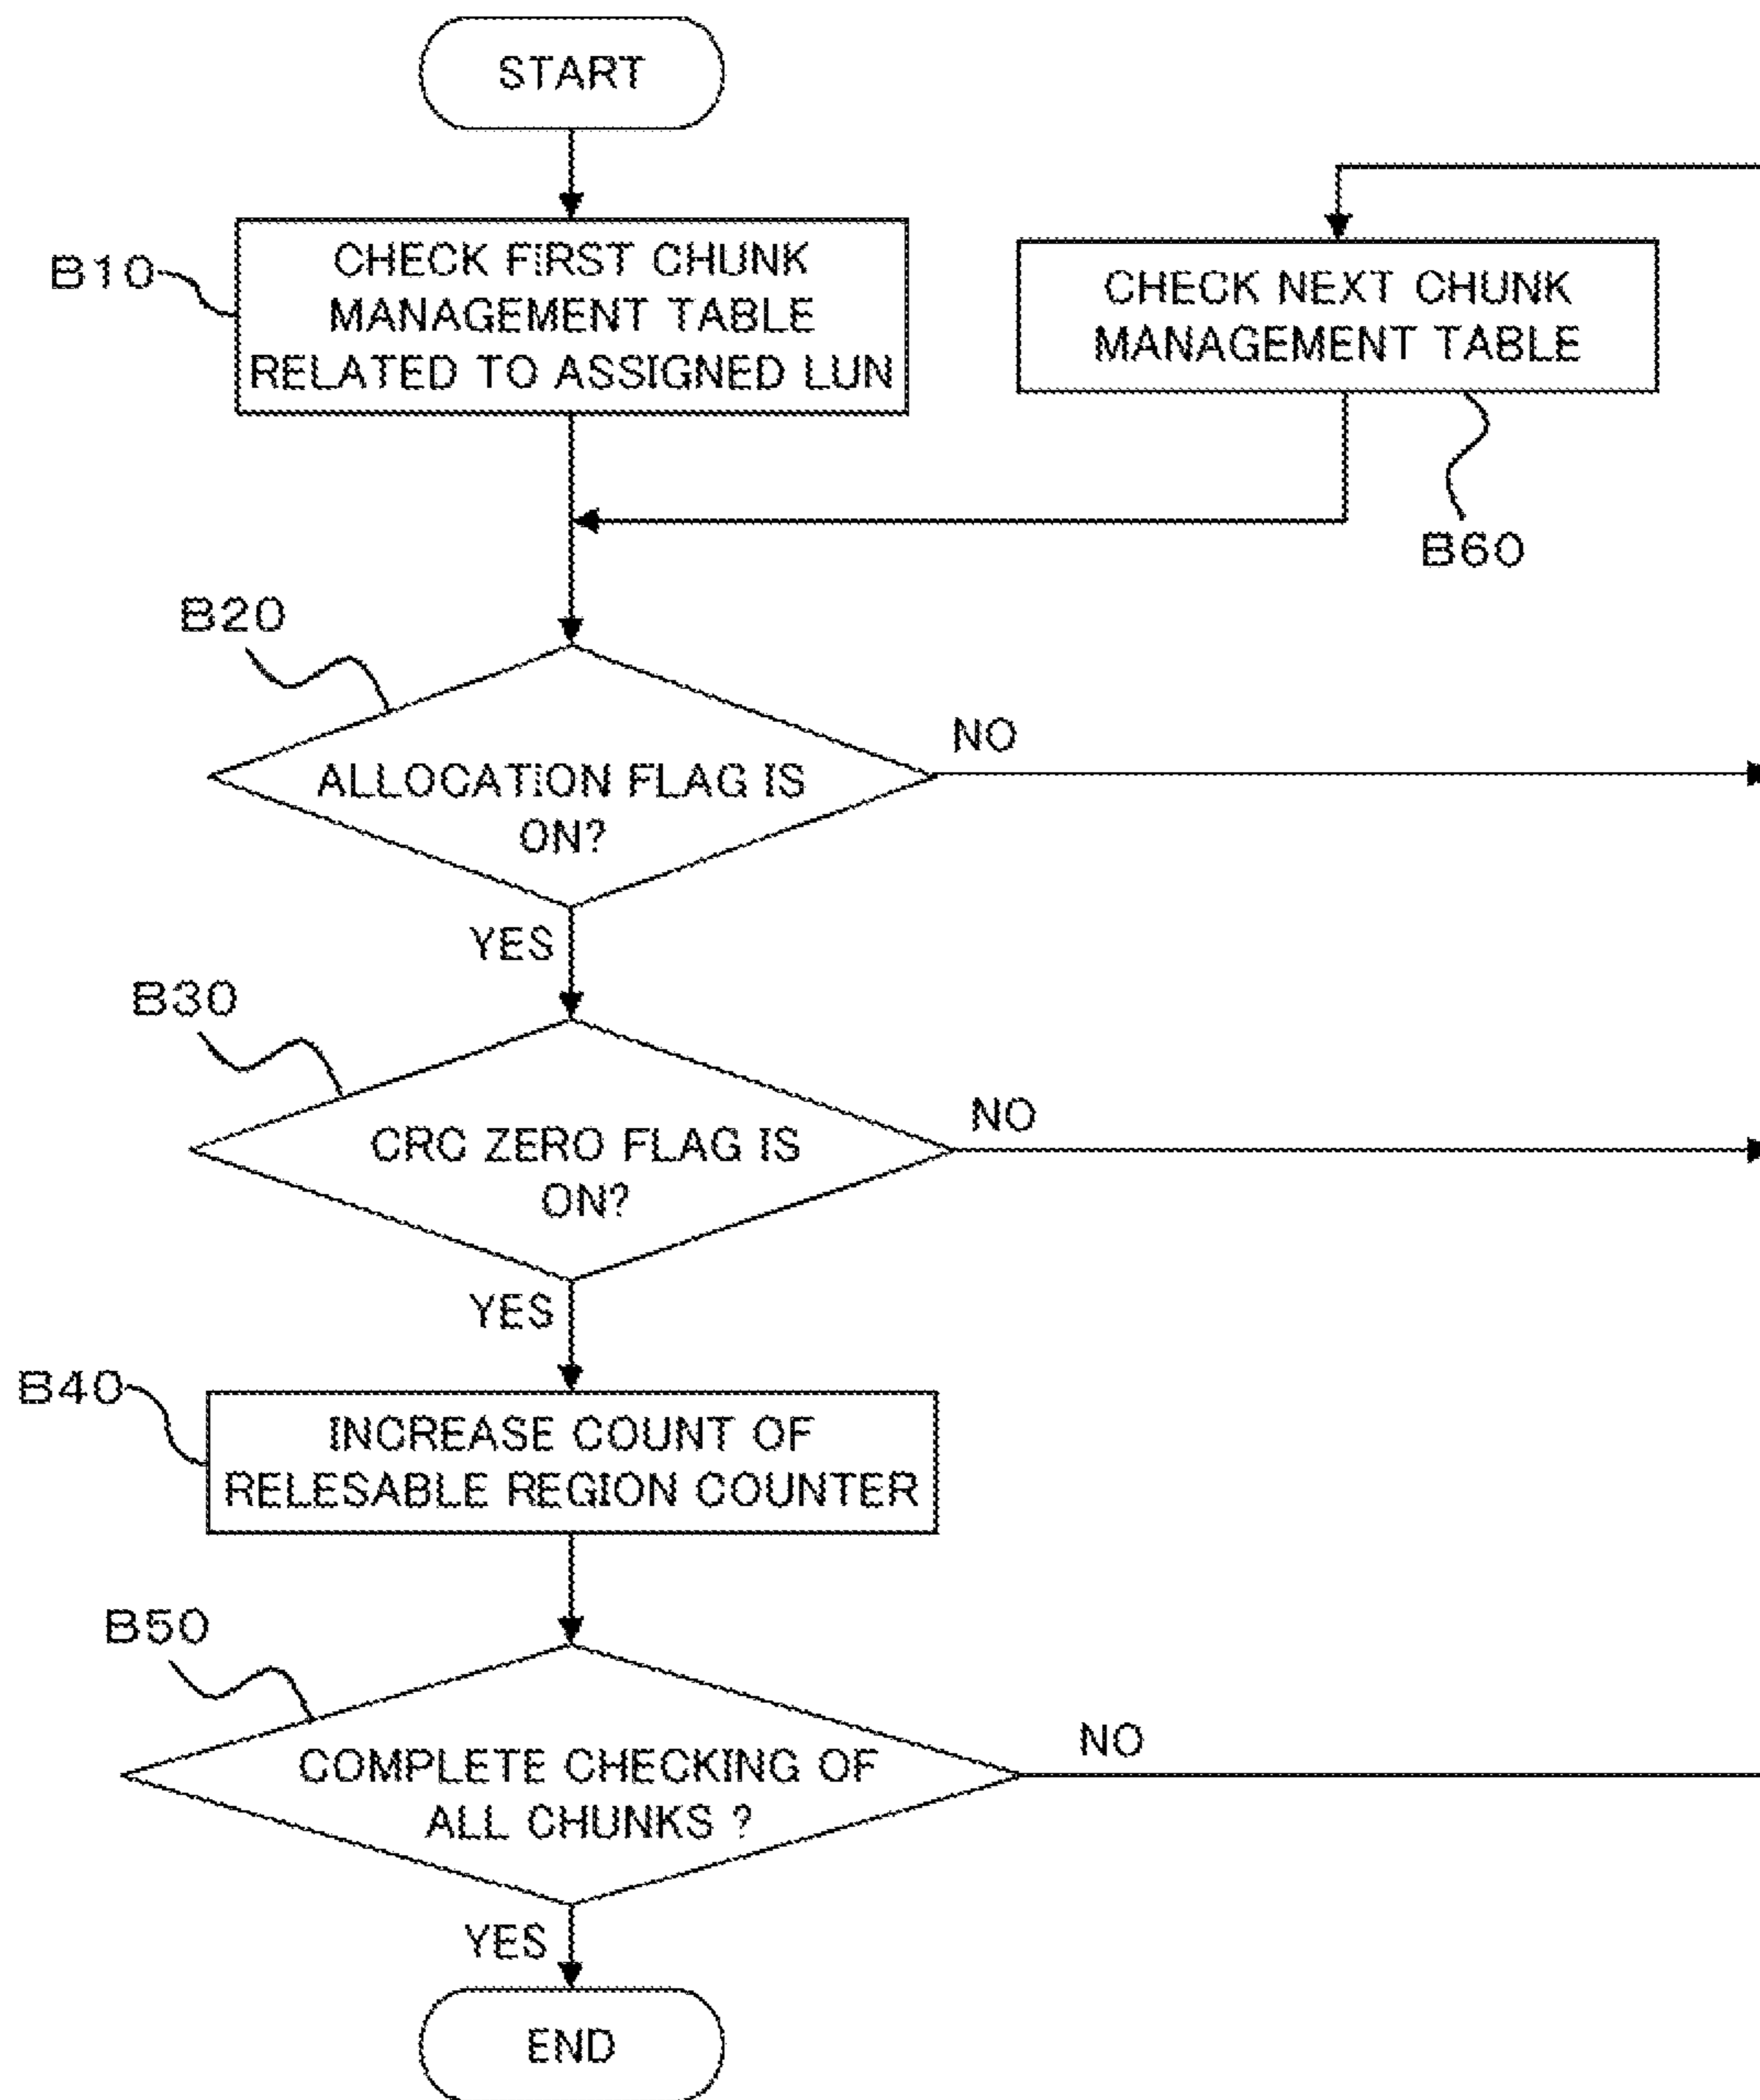 START
B10
CHECK FIRST CHUNK
MANAGEMENT TABLE
RELATED TO ASSIGNED LUN
CHECK NEXT CHUNK
MANAGEMENT TABLE
B60
B20
ALLOCATION FLAG IS
ON?
NO
YES
B30
CRC ZERO FLAG IS
ON?
NO
YES
B40
INCREASE COUNT OF
RELESABLE REGION COUNTER
B50
COMPLETE CHECKING OF
ALL CHUNKS ?
NO
YES
END